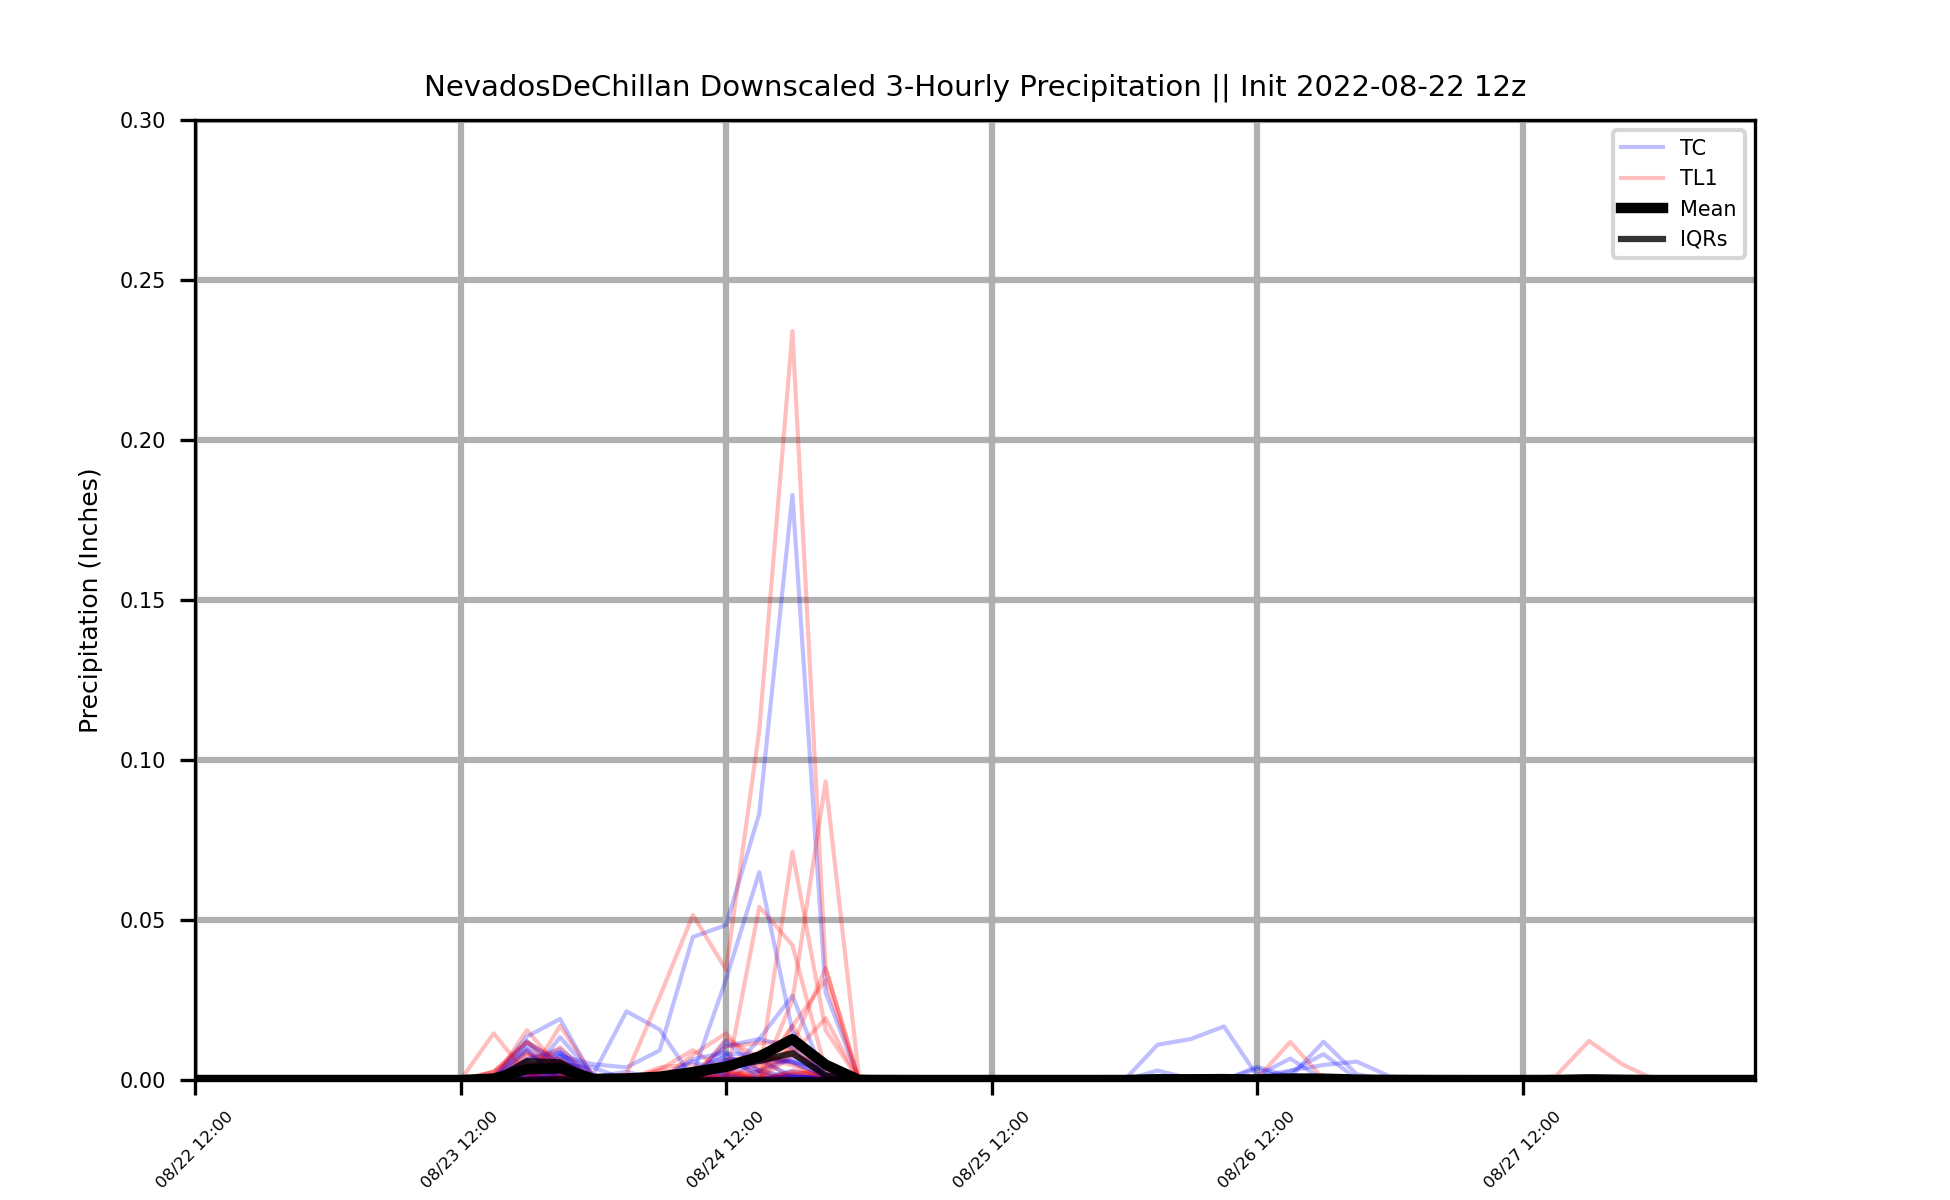 NevadosDeChillan Downscaled 3-Hourly Precipitation || Init 2022-08-22 12z
TC
TL1
Mean
IQRs
Precipitation (Inches)
0.30
0.25
0.20
0.15
0.10
0.05
0.00
08/22 12:00
08/23 12:00
08/24 12:00
08/25 12:00
08/26 12:00
08/27 12:00